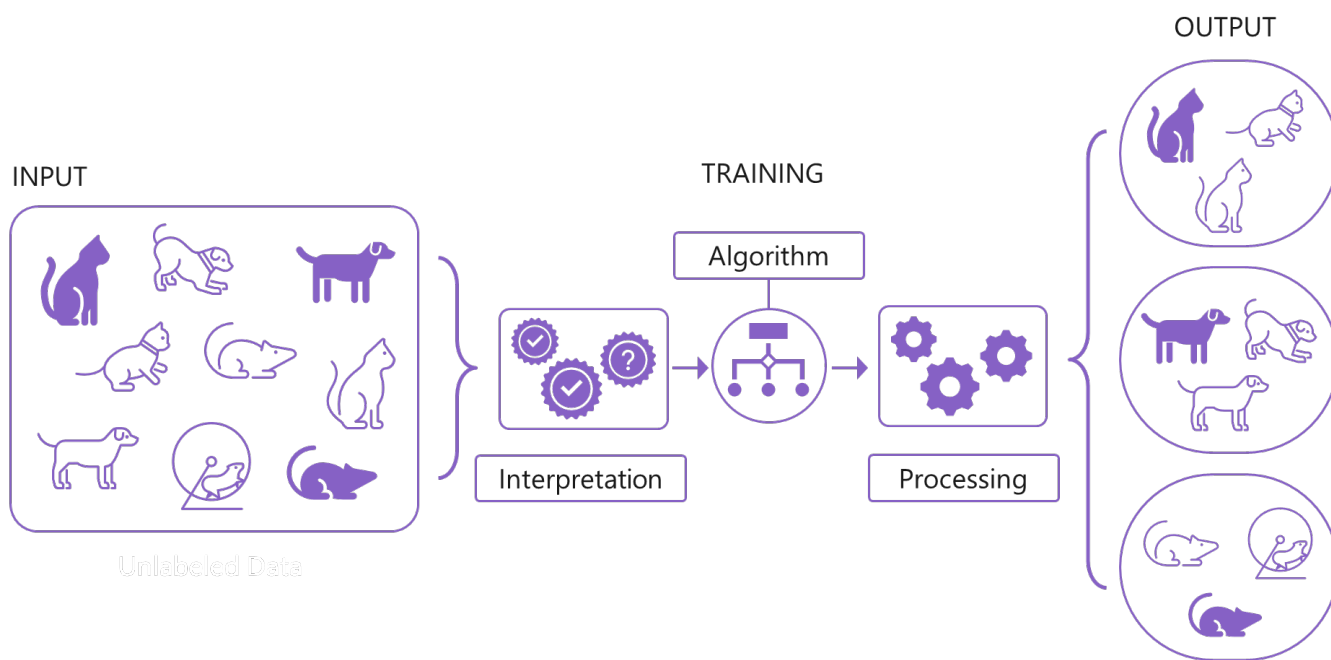 OUTPUT
INPUT
TRAINING
Algorithm
Interpretation
Processing
Unlabeled Data